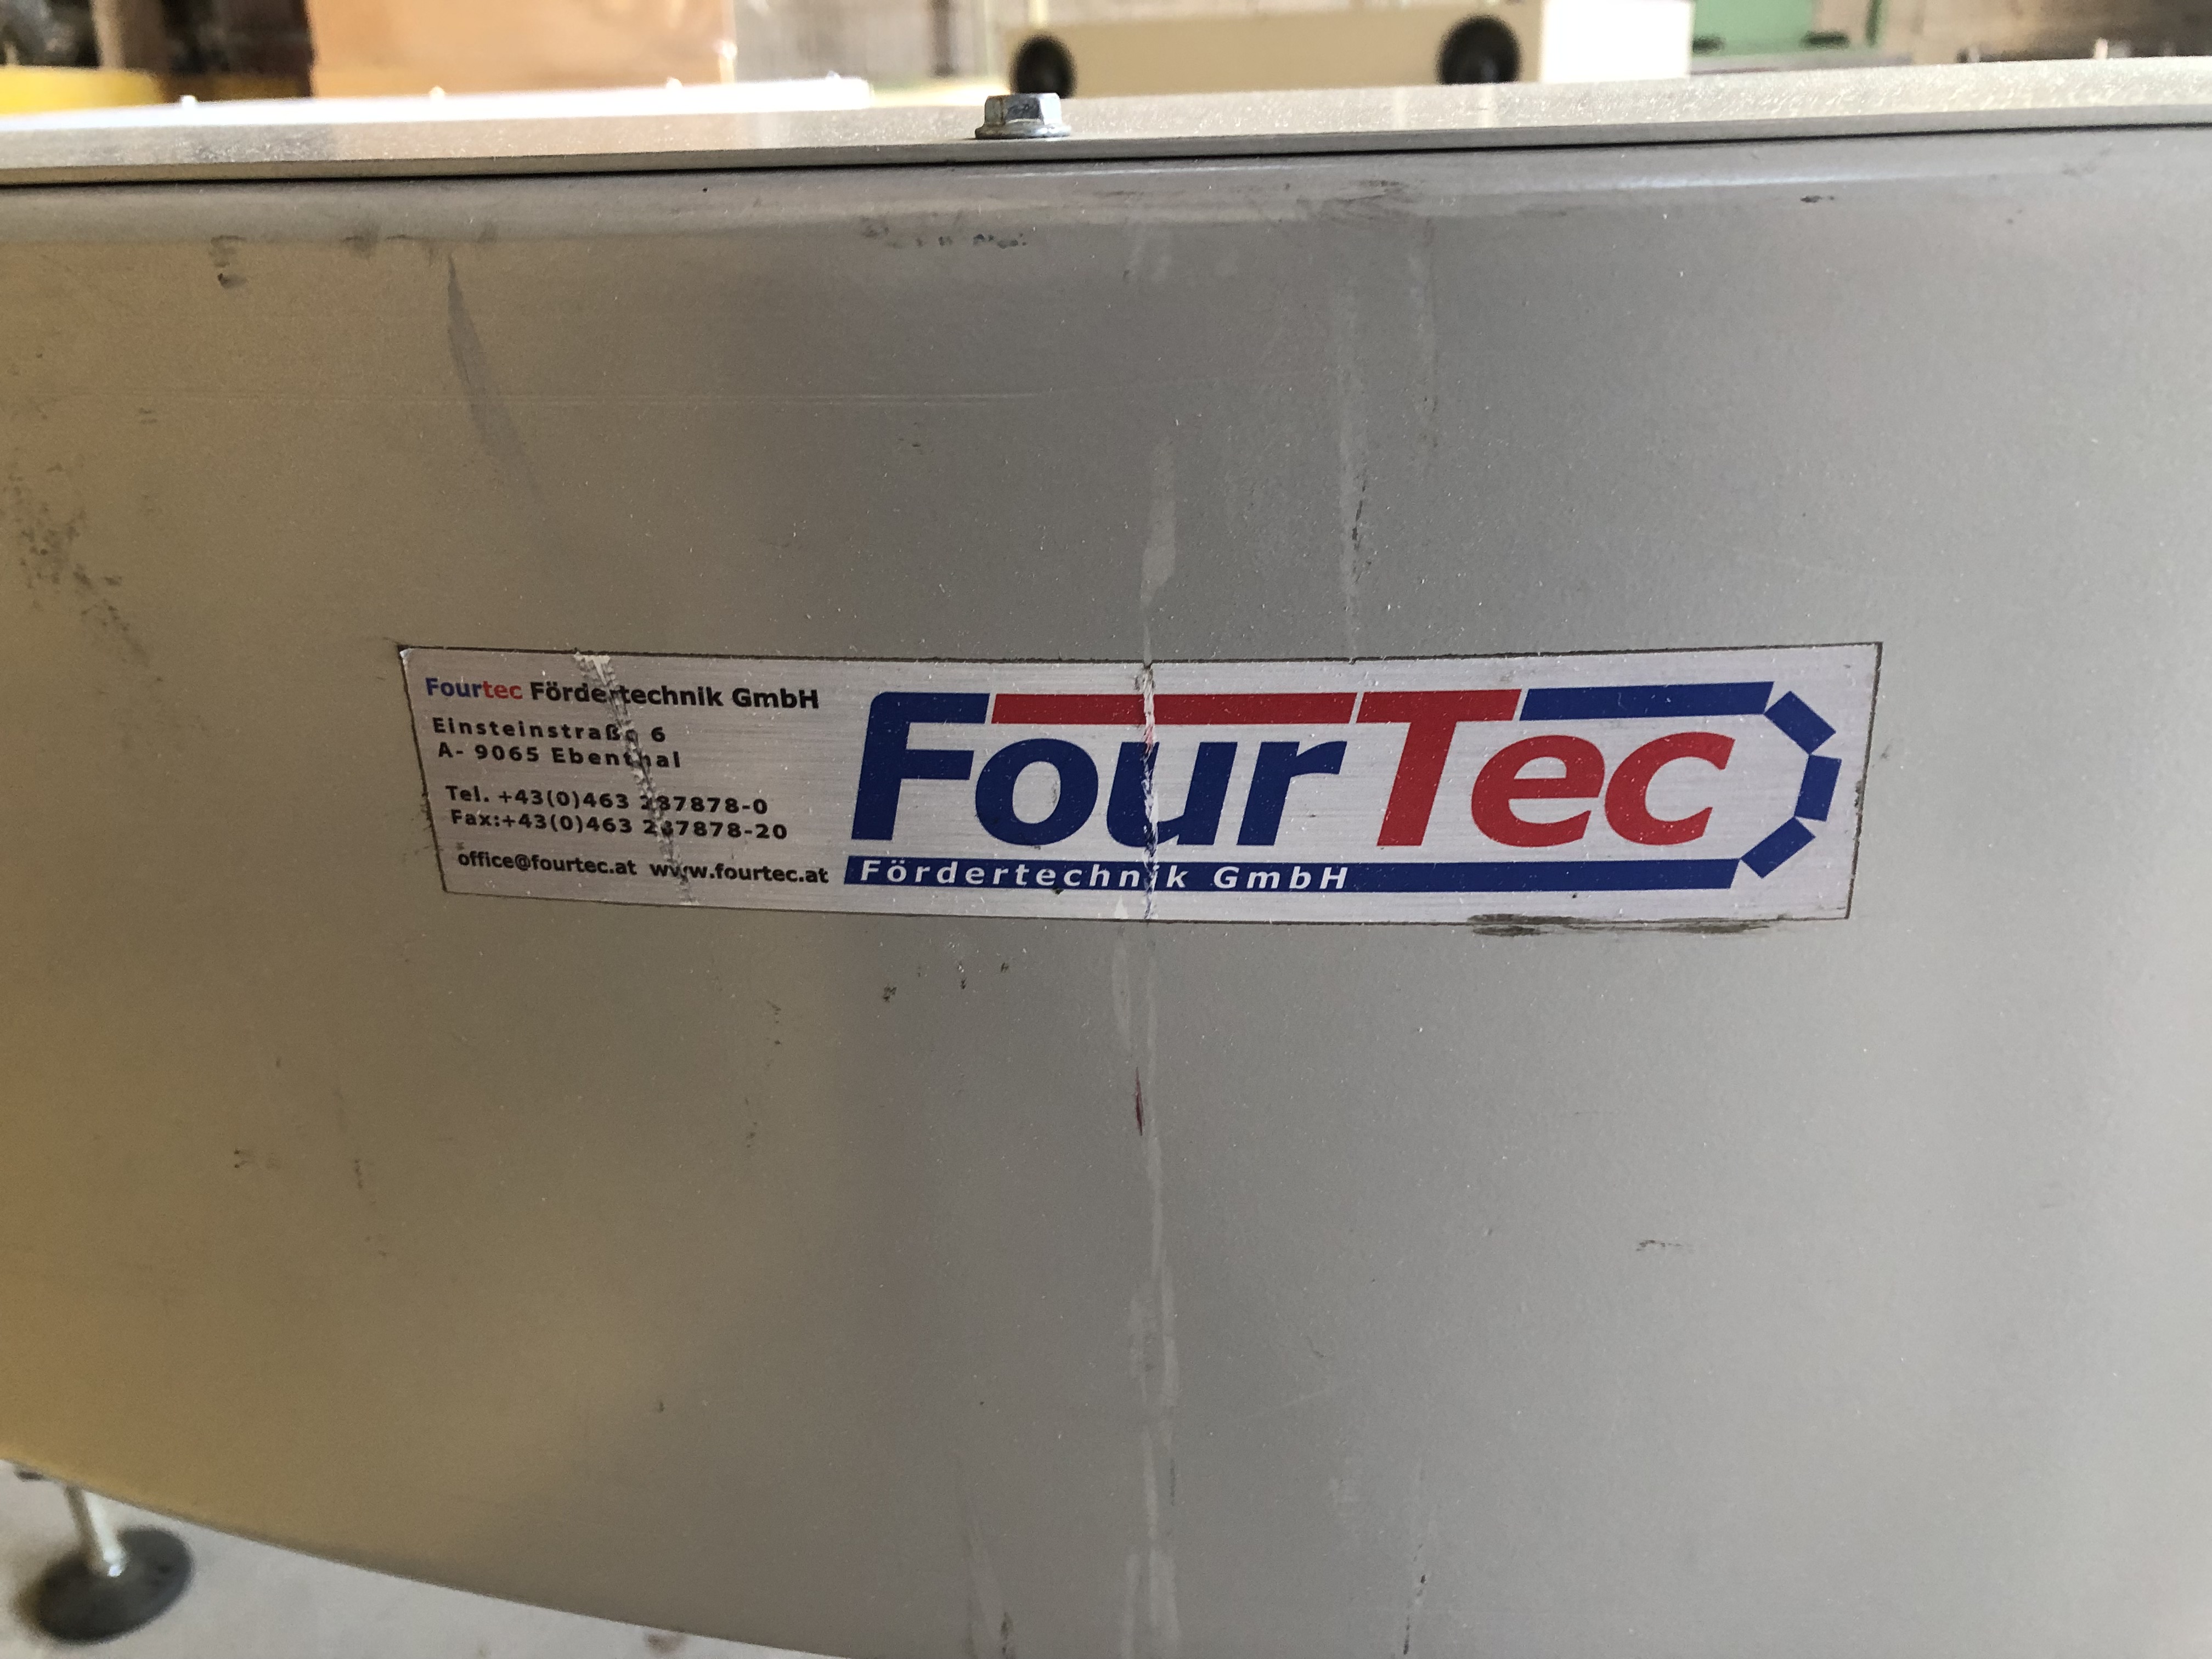 Fourtec Fördertechnik GmbH
Einsteinstraße 6
A- 9065 Ebenthal
Tel. +43(0)463 287878-0
Fax:+43(0)463 287878-20
office@fourtec.at www.fourtec.at
FourTec
Fördertechnik GmbH